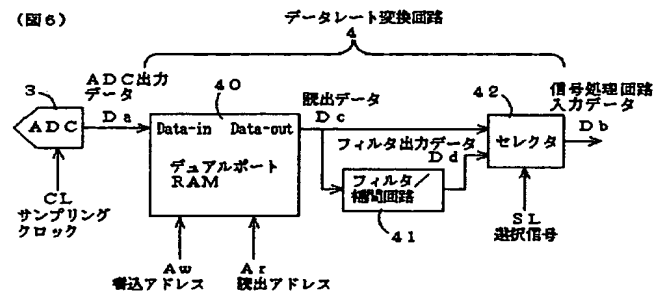 (図6)
データレート変換回路
4
3
ADC出力
データ
Da
ADC
CL
サンプリング
クロック
40
Data-in Data-out
デュアルポート
RAM
Aw
書込アドレス
Ar
読出アドレス
読出データ
Dc
フィルタ出力データ
Dd
フィルタ/
補間回路
41
42
セレクタ
SL
選択信号
信号処理回路
入力データ
Db